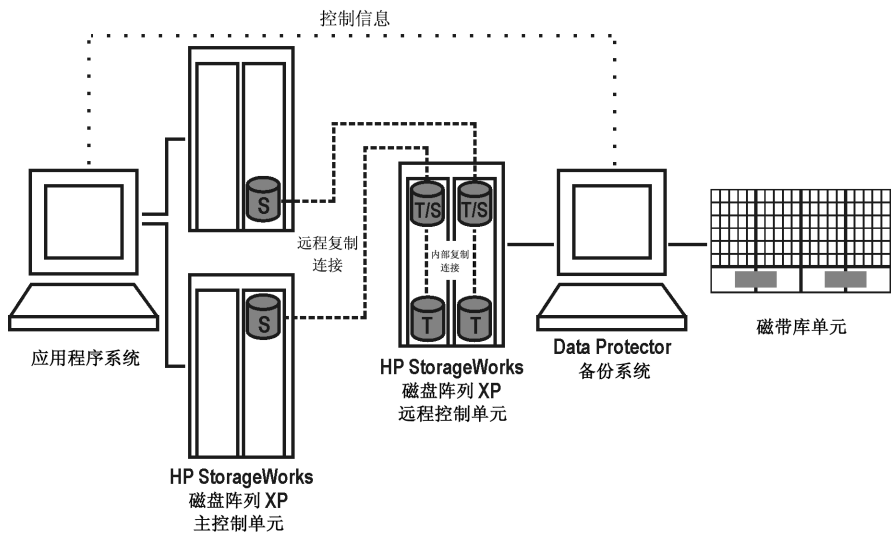 控制信息
S
远程复制
连接
T/S
T/S
内部复制
连接
S
T
T
应用程序系统
HP StorageWorks
磁盘阵列 XP
远程控制单元
Data Protector
备份系统
磁带库单元
HP StorageWorks
磁盘阵列 XP
主控制单元